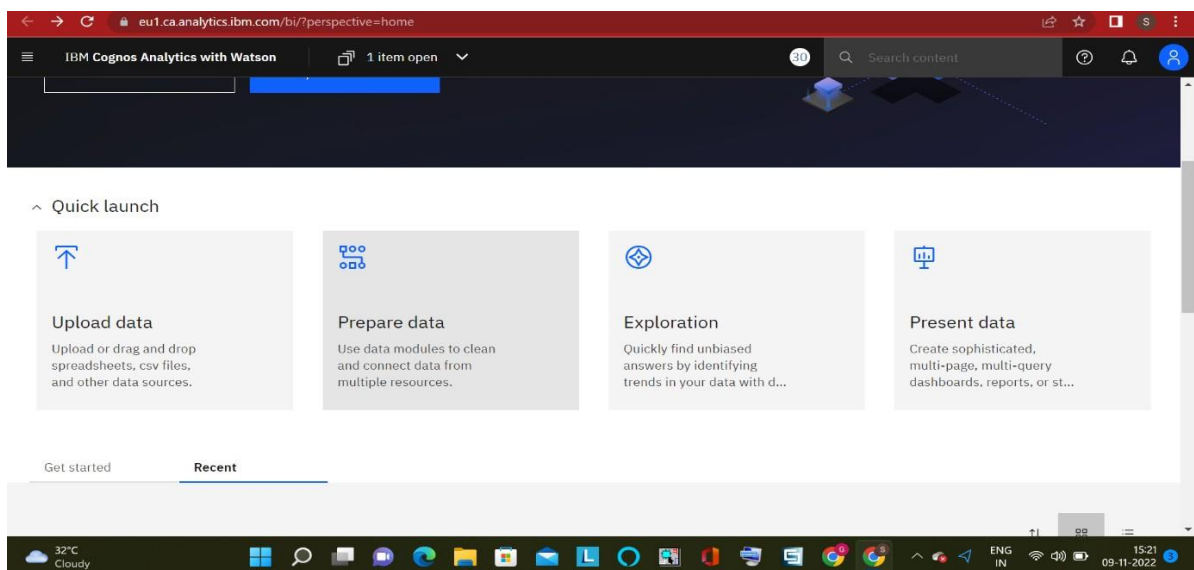 eu1.ca.analytics.ibm.com/bi/?perspective=home
S
IBM Cognos Analytics with Watson
1 item open
30
Search content
Quick launch
Upload data
Upload or drag and drop
spreadsheets, csv files,
and other data sources.
Prepare data
Use data modules to clean
and connect data from
multiple resources.
Exploration
Quickly find unbiased
answers by identifying
trends in your data with d...
Present data
Create sophisticated,
multi-page, multi-query
dashboards, reports, or st...
Get started
Recent
32°C
Cloudy
L
G
S
ENG
IN
15:21
09-11-2022
3